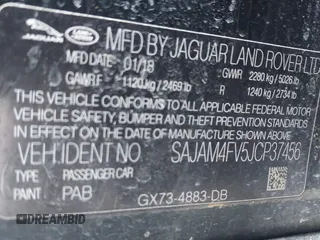 JAGUAR LAND ROVER
MFD BY JAGUAR LAND ROVER LTD
MFD DATE 01/18 GWR 2280 kg / 5026 lb
GAWR F 1120 kg / 2469 lb R 1240 kg / 2734 lb
THIS VEHICLE CONFORMS TO ALL APPLICABLE FEDERAL MOTOR
VEHICLE SAFETY, BUMPER AND THEFT PREVENTION STANDARDS
IN EFFECT ON THE DATE OF MANUFACTURE SHOWN ABOVE
VEH.IDENT No SAJAM4FV5JCP37456
TYPE PASSENGER CAR
PAINT PAB GX73-4883-DB
DREAMBID